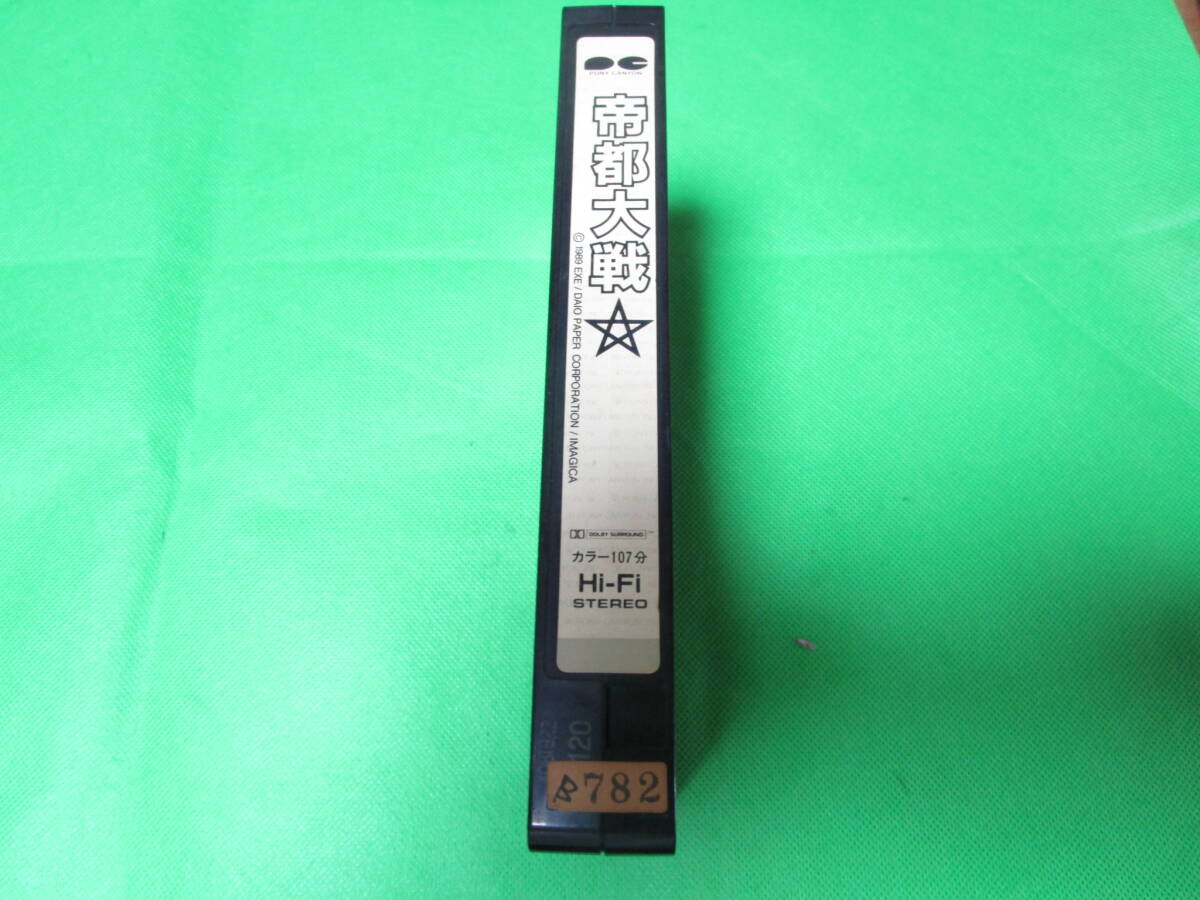 PONY CANYON
帝都大戦
© 1989 EXE / DAIO PAPER CORPORATION / IMAGICA
DOLBY SURROUNDING
カラー107分
Hi-Fi
STEREO
120
782